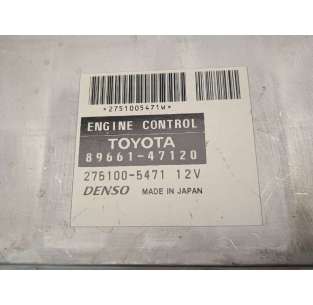 *2751005471W*
ENGINE CONTROL
TOYOTA
89661-47120
275100-5471 12V
DENSO MADE IN JAPAN